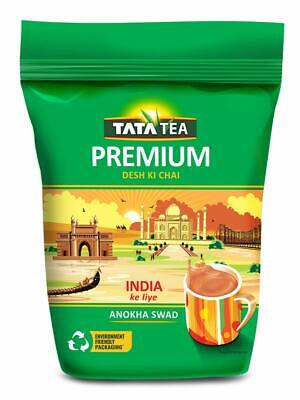 TATA TEA
PREMIUM
DESH KI CHAI
INDIA
ke liye
ANOKHA SWAD
ENVIRONMENT
FRIENDLY
PACKAGING